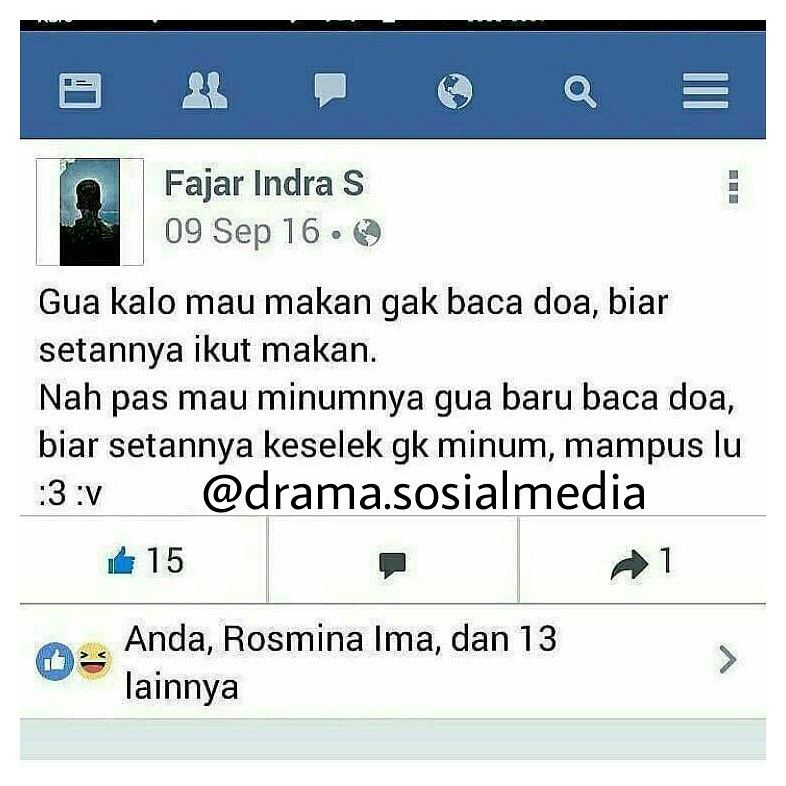 Fajar Indra S
09 Sep 16 •
Gua kalo mau makan gak baca doa, biar
setannya ikut makan.
Nah pas mau minumnya gua baru baca doa,
biar setannya keselek gk minum, mampus lu
:3 :v @drama.sosialmedia
15 1
Anda, Rosmina Ima, dan 13
lainnya